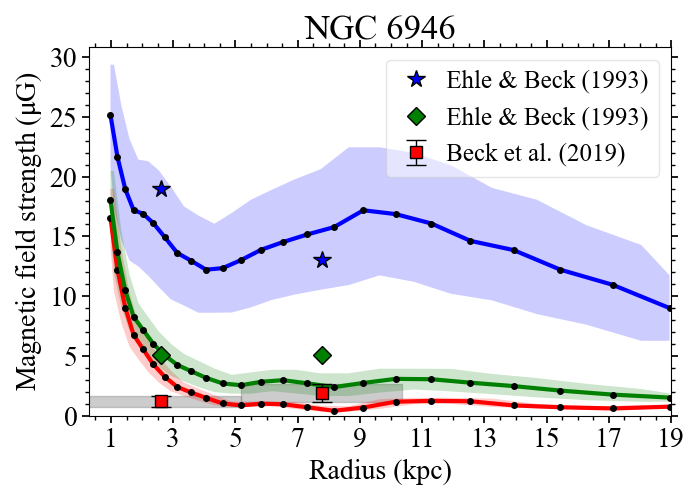 NGC 6946
30
25
20
15
10
5
0
Magnetic field strength (μG)
Ehle & Beck (1993)
Ehle & Beck (1993)
Beck et al. (2019)
1 3 5 7 9 11 13 15 17 19
Radius (kpc)